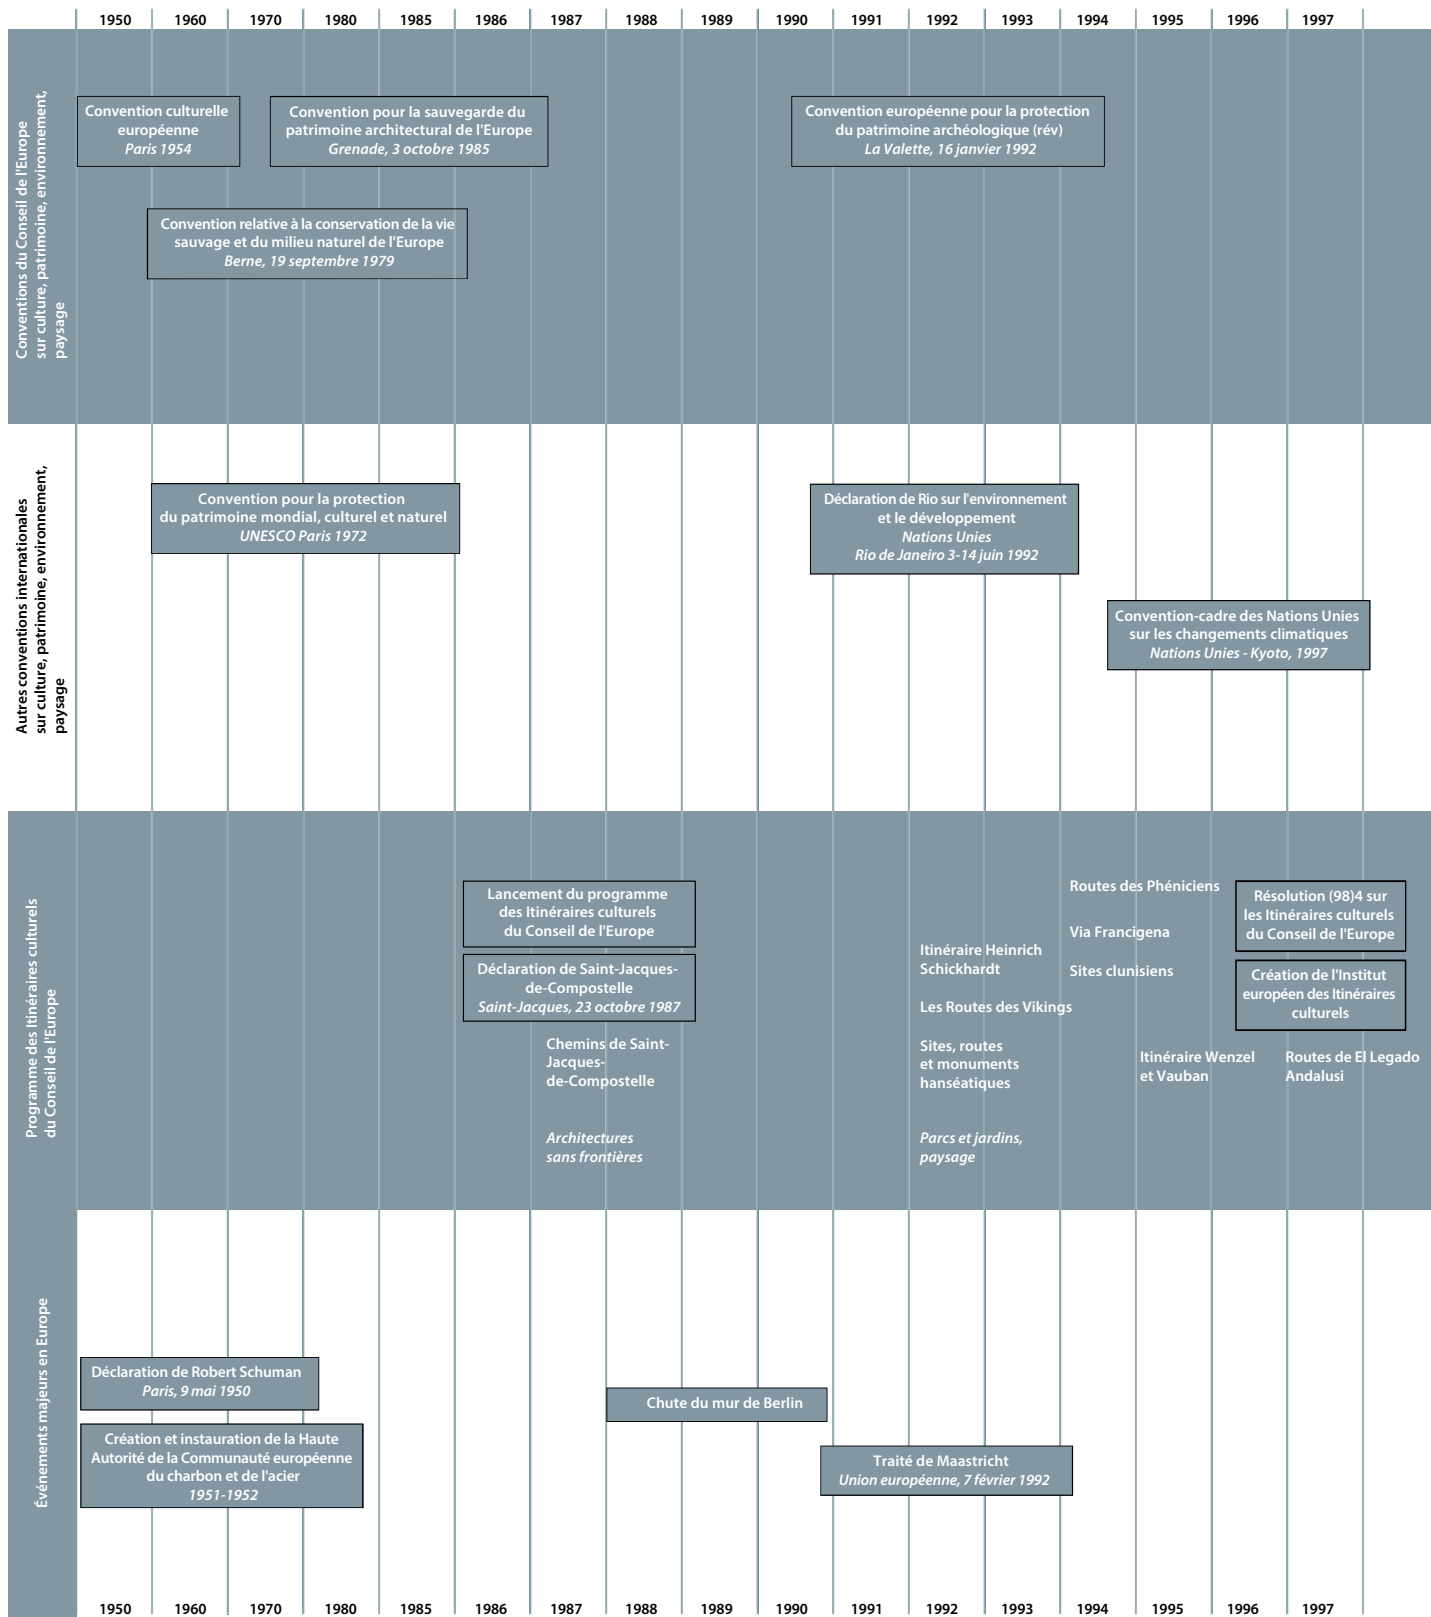 1950 1960 1970 1980 1985 1986 1987 1988 1989 1990 1991 1992 1993 1994 1995 1996 1997
Conventions du Conseil de l'Europe
sur culture, patrimoine, environnement,
paysage
Convention culturelle
européenne
Paris 1954
Convention pour la sauvegarde du
patrimoine architectural de l'Europe
Grenade, 3 octobre 1985
Convention européenne pour la protection
du patrimoine archéologique (rév)
La Valette, 16 janvier 1992
Convention relative à la conservation de la vie
sauvage et du milieu naturel de l'Europe
Berne, 19 septembre 1979
Autres conventions internationales
sur culture, patrimoine, environnement,
paysage
Convention pour la protection
du patrimoine mondial, culturel et naturel
UNESCO Paris 1972
Déclaration de Rio sur l'environnement
et le développement
Nations Unies
Rio de Janeiro 3-14 juin 1992
Convention-cadre des Nations Unies
sur les changements climatiques
Nations Unies - Kyoto, 1997
Programme des Itinéraires culturels
du Conseil de l'Europe
Lancement du programme
des Itinéraires culturels
du Conseil de l'Europe
Déclaration de Saint-Jacques-
de-Compostelle
Saint-Jacques, 23 octobre 1987
Chemins de Saint-
Jacques-
de-Compostelle
Architectures
sans frontières
Itinéraire Heinrich
Schickhardt
Les Routes des Vikings
Sites, routes
et monuments
hanséatiques
Parcs et jardins,
paysage
Routes des Phéniciens
Via Francigena
Sites clunisiens
Itinéraire Wenzel
et Vauban
Résolution (98)4 sur
les Itinéraires culturels
du Conseil de l'Europe
Création de l'Institut
européen des Itinéraires
culturels
Routes de El Legado
Andalusi
Événements majeurs en Europe
Déclaration de Robert Schuman
Paris, 9 mai 1950
Création et instauration de la Haute
Autorité de la Communauté européenne
du charbon et de l'acier
1951-1952
Chute du mur de Berlin
Traité de Maastricht
Union européenne, 7 février 1992
1950 1960 1970 1980 1985 1986 1987 1988 1989 1990 1991 1992 1993 1994 1995 1996 1997